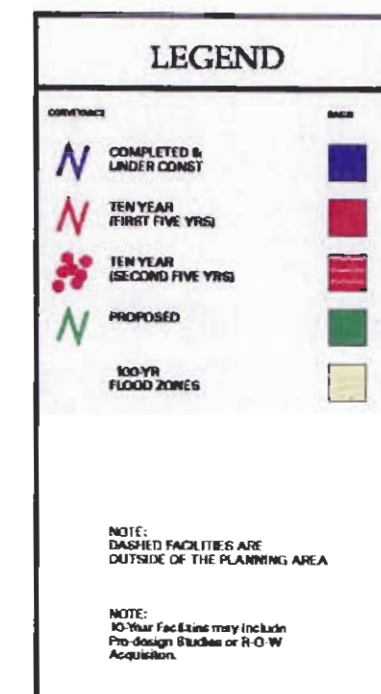 LEGEND
CONVEYANCE
BASIN
COMPLETED &
UNDER CONST
TEN YEAR
(FIRST FIVE YRS)
TEN YEAR
(SECOND FIVE YRS)
PROPOSED
100-YR
FLOOD ZONES
NOTE:
DASHED FACILITIES ARE
OUTSIDE OF THE PLANNING AREA
NOTE:
10-Year Facilities may include
Pre-design Studies or R-O-W
Acquisition.